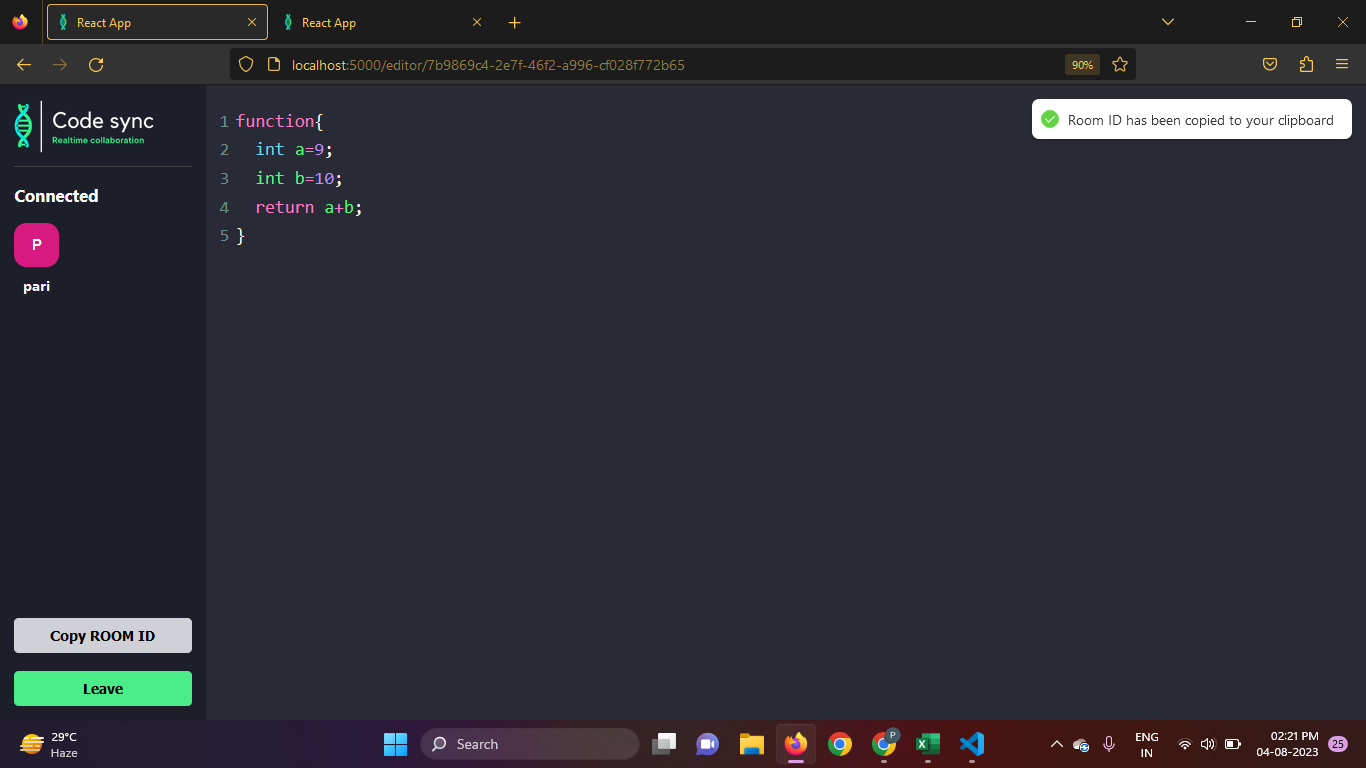 React App
React App
localhost:5000/editor/7b9869c4-2e7f-46f2-a996-cf028f772b65
90%
Code sync
Realtime collaboration
Connected
P
pari
1 function{
2   int a=9;
3   int b=10;
4   return a+b;
5 }
Room ID has been copied to your clipboard
Copy ROOM ID
Leave
29°C
Haze
Search
P
ENG
IN
02:21 PM
04-08-2023
25